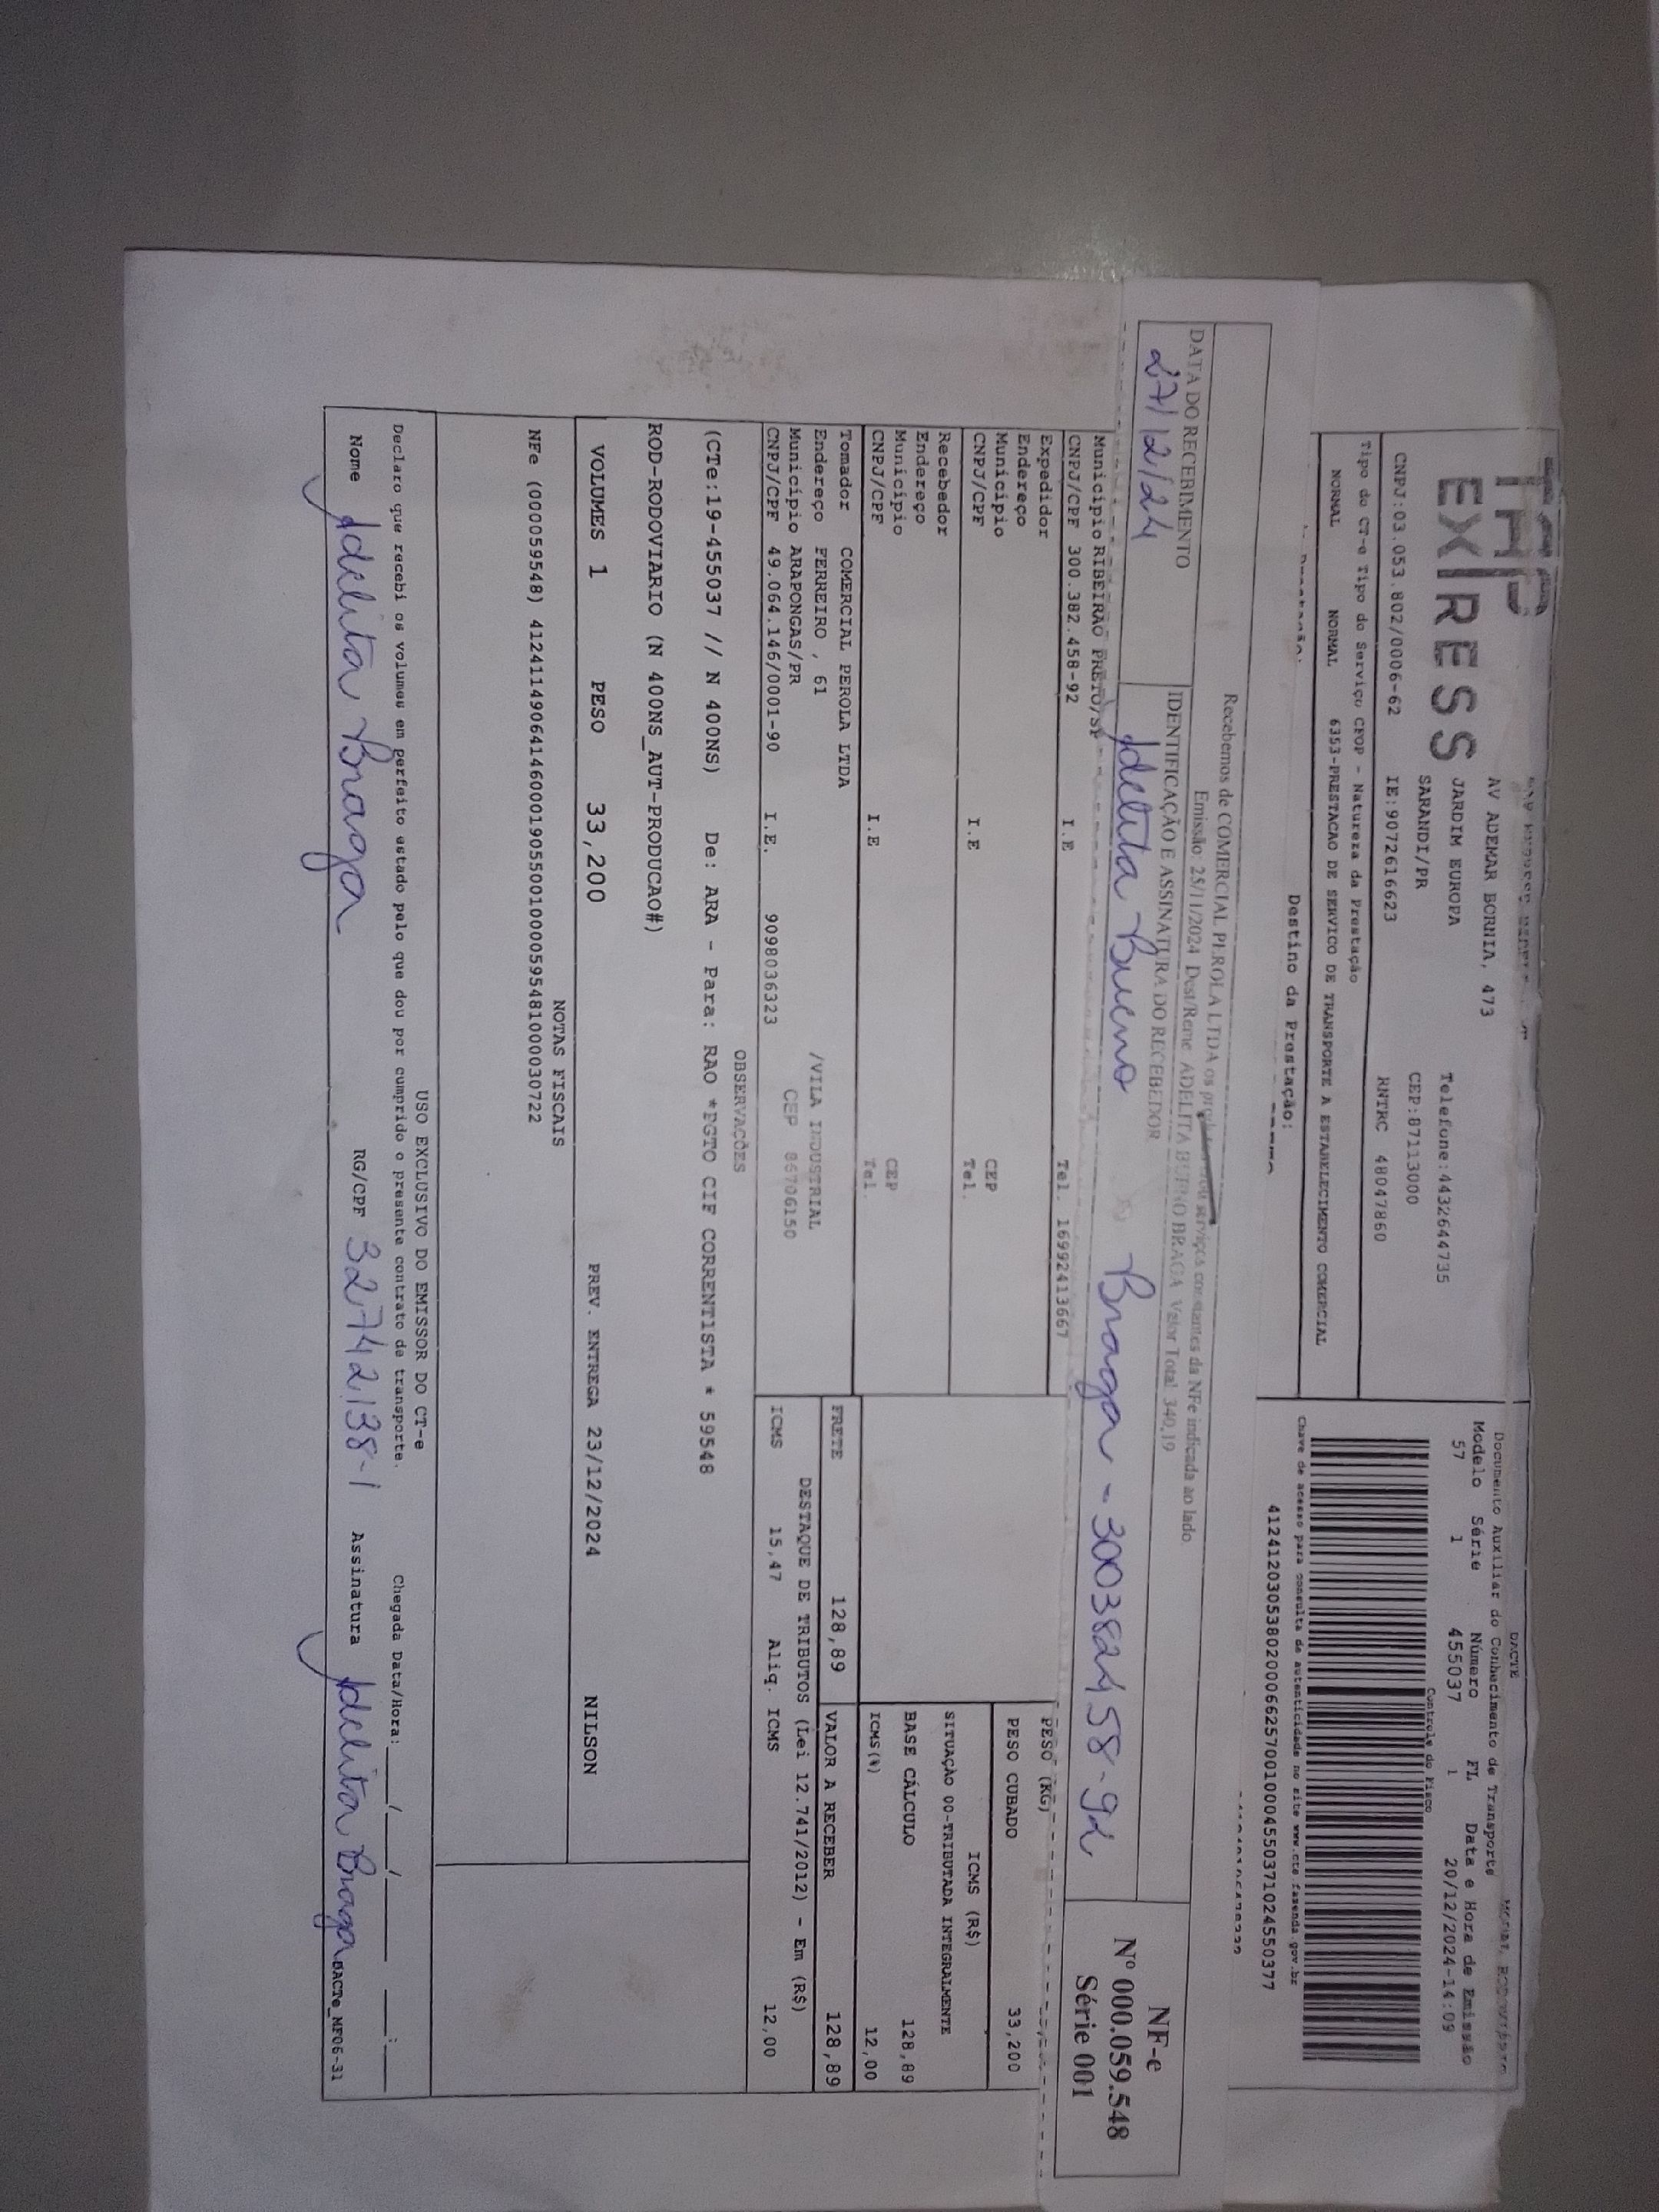 EXPRESS
AV ADEMAR BORNIA, 473
JARDIM EUROPA Telefone:4432644735
SARANDI/PR CEP:87113000
CNPJ:03.053.802/0006-62 IE:9072616623 RNTRC 48047860
Tipo do CT-e Tipo do Serviço CFOP - Natureza da Prestação
NORMAL NORMAL 6353-PRESTACAO DE SERVICO DE TRANSPORTE A ESTABELECIMENTO COMERCIAL
Destino da Prestação:
DACTE
Documento Auxiliar do Conhecimento de Transporte
Modelo Série Número FL Data e Hora de Emissão
57 1 455037 1 20/12/2024-14:09
Controle do Fisco
Chave de acesso para consulta de autenticidade no site www.cte.fazenda.gov.br
41241203053802000662570010004550371024550377
Recebemos de COMERCIAL PEROLA LTDA os produtos e/ou serviços constantes da NFe indicada ao lado
Emissão: 25/11/2024 Dest/Reme: ADELITA BUENO BRAGA Valor Total: 340,19
DATA DO RECEBIMENTO IDENTIFICAÇÃO E ASSINATURA DO RECEBEDOR
27/12/24 Adelita Bueno Braga - 300382458-92
NF-e
Nº 000.059.548
Série 001
Município RIBEIRAO PRETO/SP
CNPJ/CPF 300.382.458-92 I.E Tel. 16992413667
Expedidor
Endereço
Município CEP
CNPJ/CPF I.E Tel.
Recebedor
Endereço
Município CEP
CNPJ/CPF I.E Tel.
PESO (KG)
PESO CUBADO 33,200
ICMS (R$)
SITUAÇÃO 00-TRIBUTADA INTEGRALMENTE
BASE CÁLCULO 128,89
ICMS(%) 12,00
Tomador COMERCIAL PEROLA LTDA
Endereço FERREIRO , 61 /VILA INDUSTRIAL
Município ARAPONGAS/PR CEP 86706150
CNPJ/CPF 49.064.146/0001-90 I.E. 9098036323
FRETE 128,89 VALOR A RECEBER 128,89
DESTAQUE DE TRIBUTOS (Lei 12.741/2012) - Em (R$)
ICMS 15,47 Aliq. ICMS 12,00
OBSERVAÇÕES
(CTe:19-455037 // N 400NS) De: ARA - Para: RAO *PGTO CIF CORRENTISTA * 59548
ROD-RODOVIARIO (N 400NS_AUT-PRODUCAO#)
VOLUMES 1 PESO 33,200 PREV. ENTREGA 23/12/2024 NILSON
NOTAS FISCAIS
NFe (000059548) 41241149064146000190550010000595481000030722
USO EXCLUSIVO DO EMISSOR DO CT-e
Declaro que recebi os volumes em perfeito estado pelo que dou por cumprido o presente contrato de transporte. Chegada Data/Hora: ___/___/_____ ___:___
Nome Adelita Braga RG/CPF 32742138-1 Assinatura Adelita Braga
DACTe_NF06-31